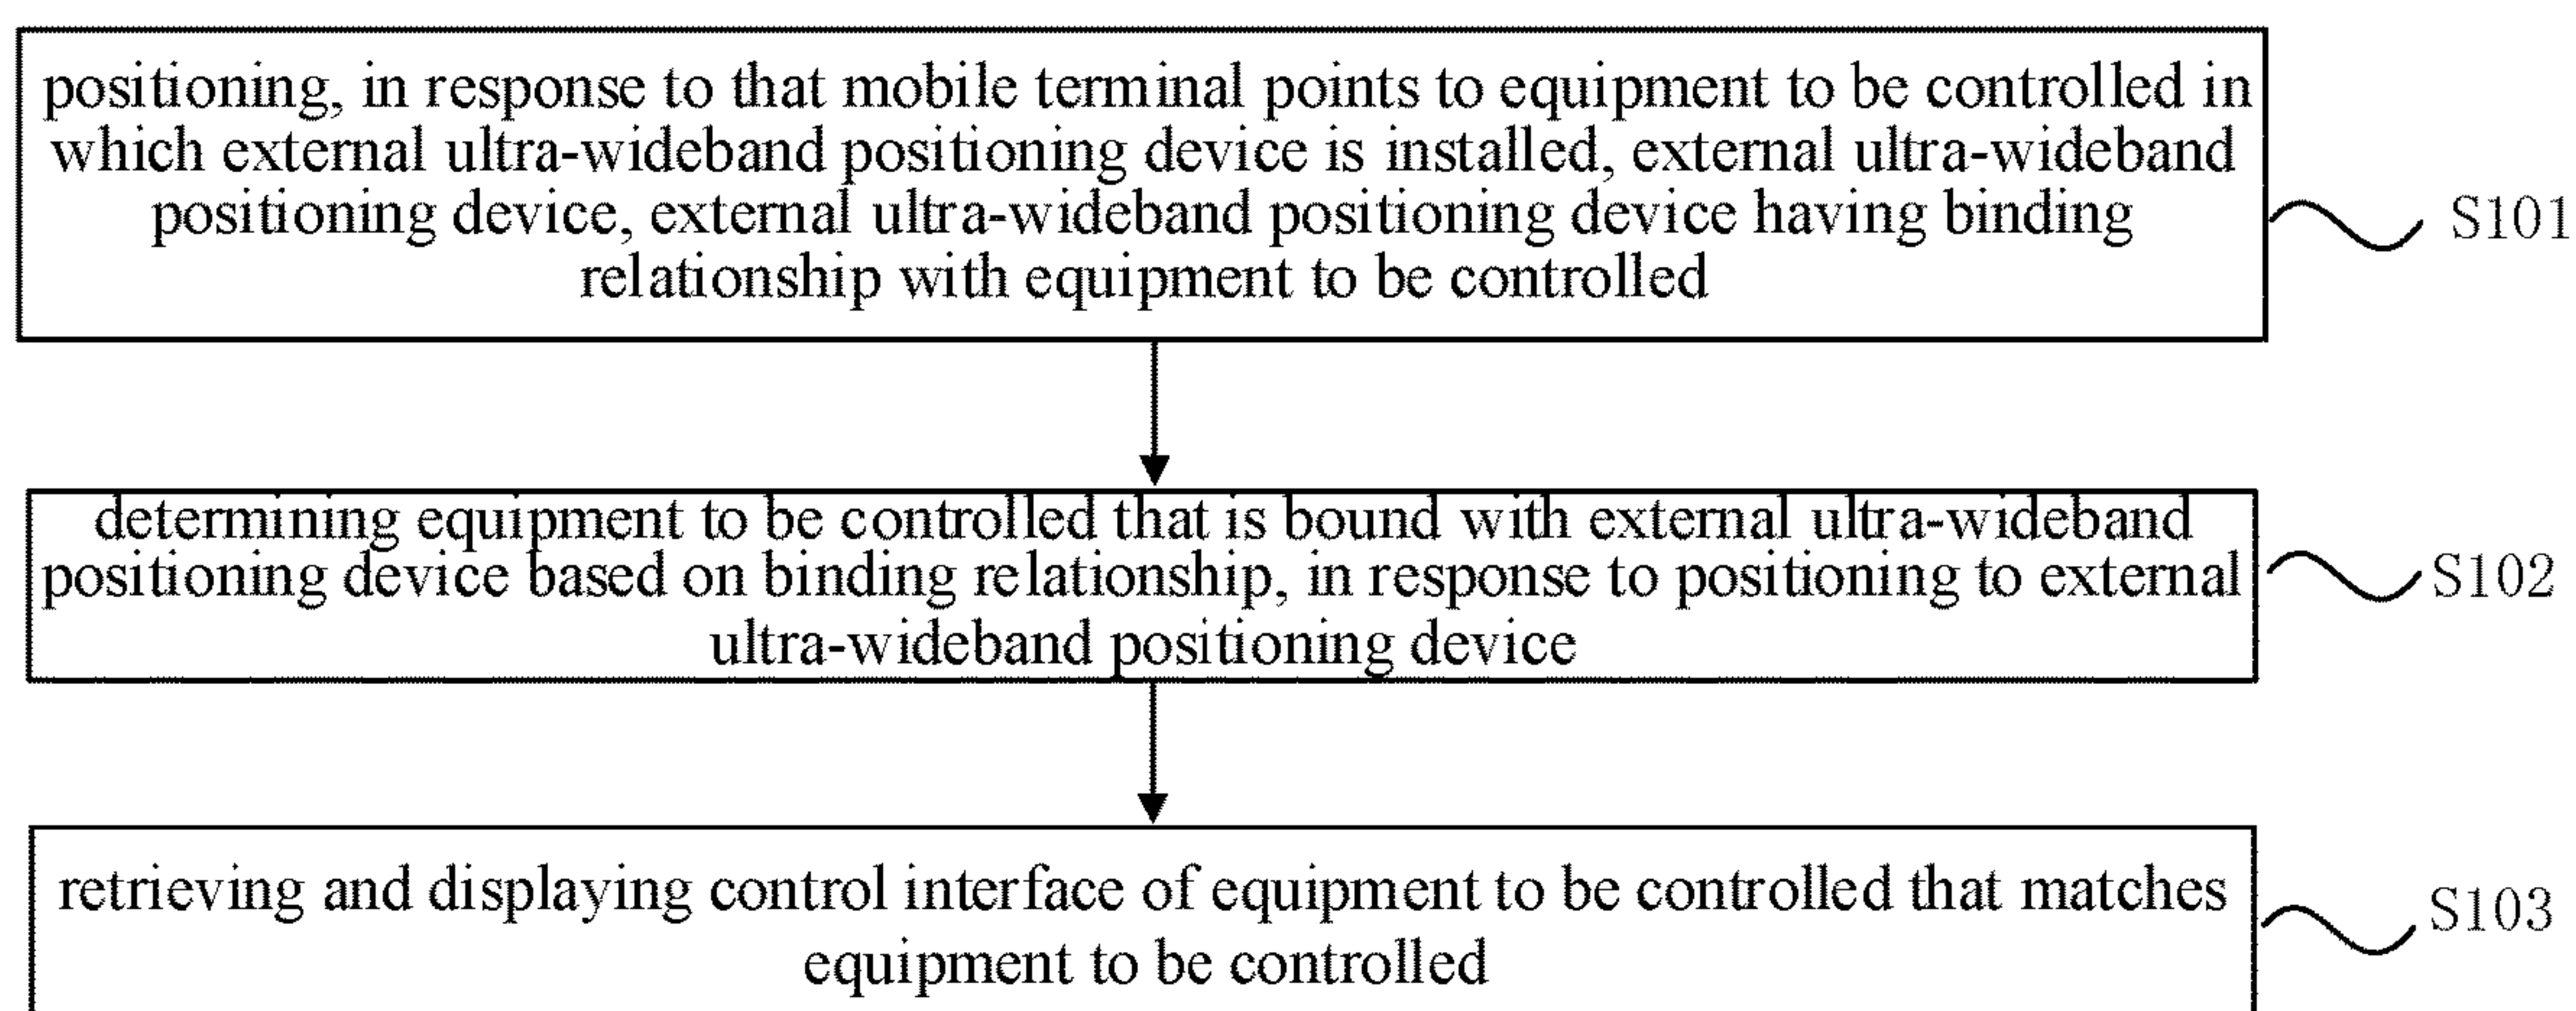 positioning, in response to that mobile terminal points to equipment to be controlled in
which external ultra-wideband positioning device is installed, external ultra-wideband
positioning device, external ultra-wideband positioning device having binding
relationship with equipment to be controlled
S101
determining equipment to be controlled that is bound with external ultra-wideband
positioning device based on binding relationship, in response to positioning to external
ultra-wideband positioning device
S102
retrieving and displaying control interface of equipment to be controlled that matches
equipment to be controlled
S103